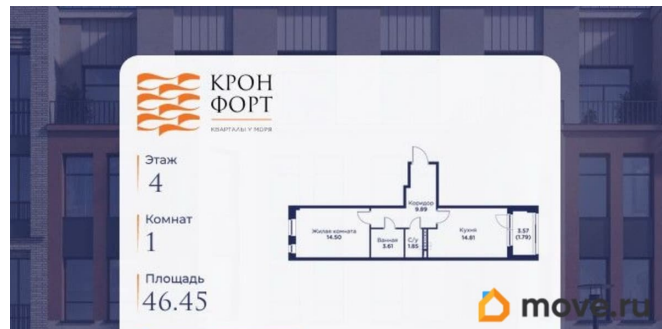 КРОН
ФОРТ
КВАРТАЛЫ У МОРЯ
Этаж
4
Комнат
1
Площадь
46.45
Коридор
9.89
Жилая комната
14.50
Ванная
3.61
С/у
1.85
Кухня
14.81
3.57
(1.79)
move.ru